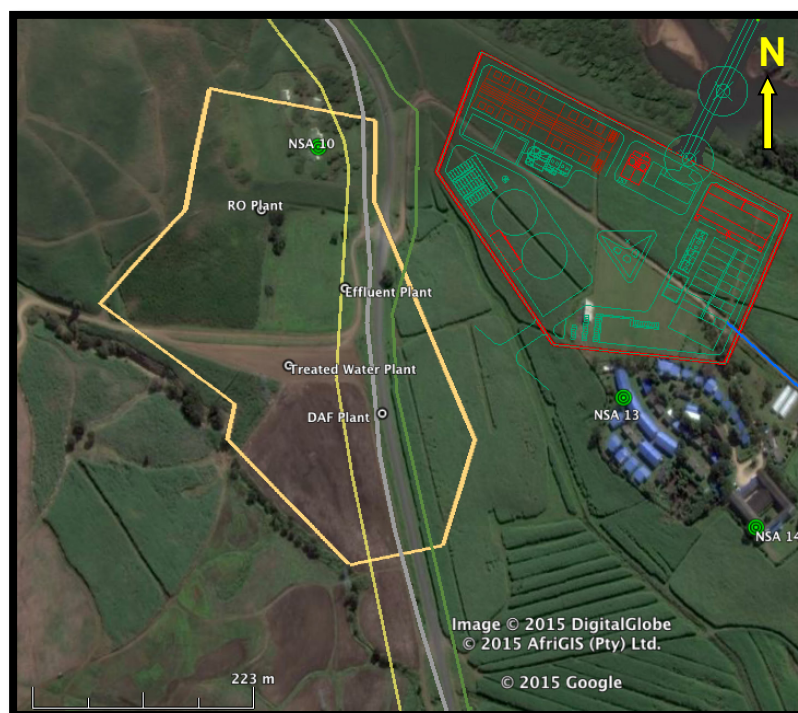 N
NSA 10
RO Plant
Effluent Plant
Treated Water Plant
DAF Plant
NSA 13
NSA 14
Image © 2015 DigitalGlobe
© 2015 AfriGIS (Pty) Ltd.
223 m
© 2015 Google